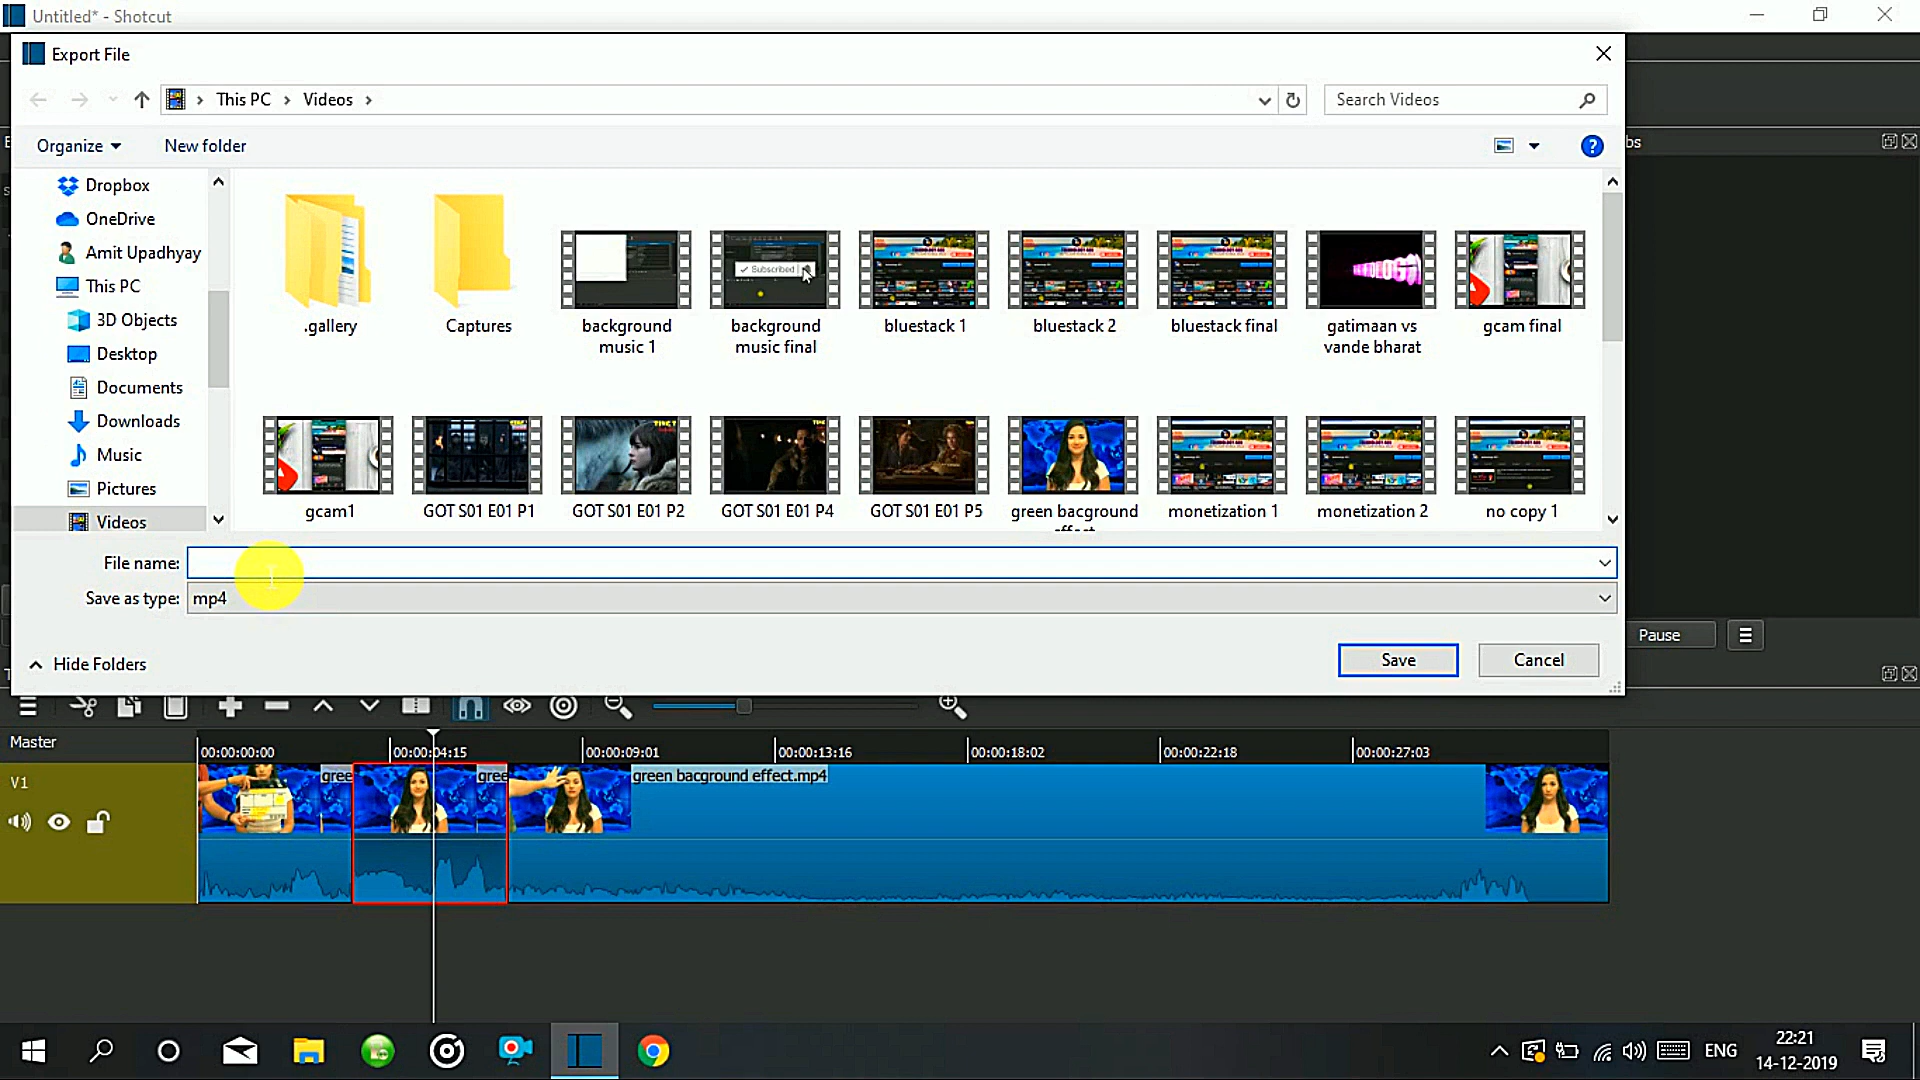 Untitled* - Shotcut
Export File
This PC
Videos
Search Videos
Organize
New folder
bs
Dropbox
OneDrive
Amit Upadhyay
This PC
3D Objects
Desktop
Documents
Downloads
Music
Pictures
Videos
.gallery
Captures
background
music 1
Subscribed
background
music final
bluestack 1
bluestack 2
bluestack final
gatimaan vs
vande bharat
gcam final
gcam1
GOT S01 E01 P1
GOT S01 E01 P2
GOT S01 E01 P4
GOT S01 E01 P5
green bacground
effect
monetization 1
monetization 2
no copy 1
File name:
Save as type: mp4
Pause
Hide Folders
Save
Cancel
Master
00:00:00:00
00:00:04:15
00:00:09:01
00:00:13:16
00:00:18:02
00:00:22:18
00:00:27:03
V1
gree
gree
green bacground effect.mp4
ENG
22:21
14-12-2019